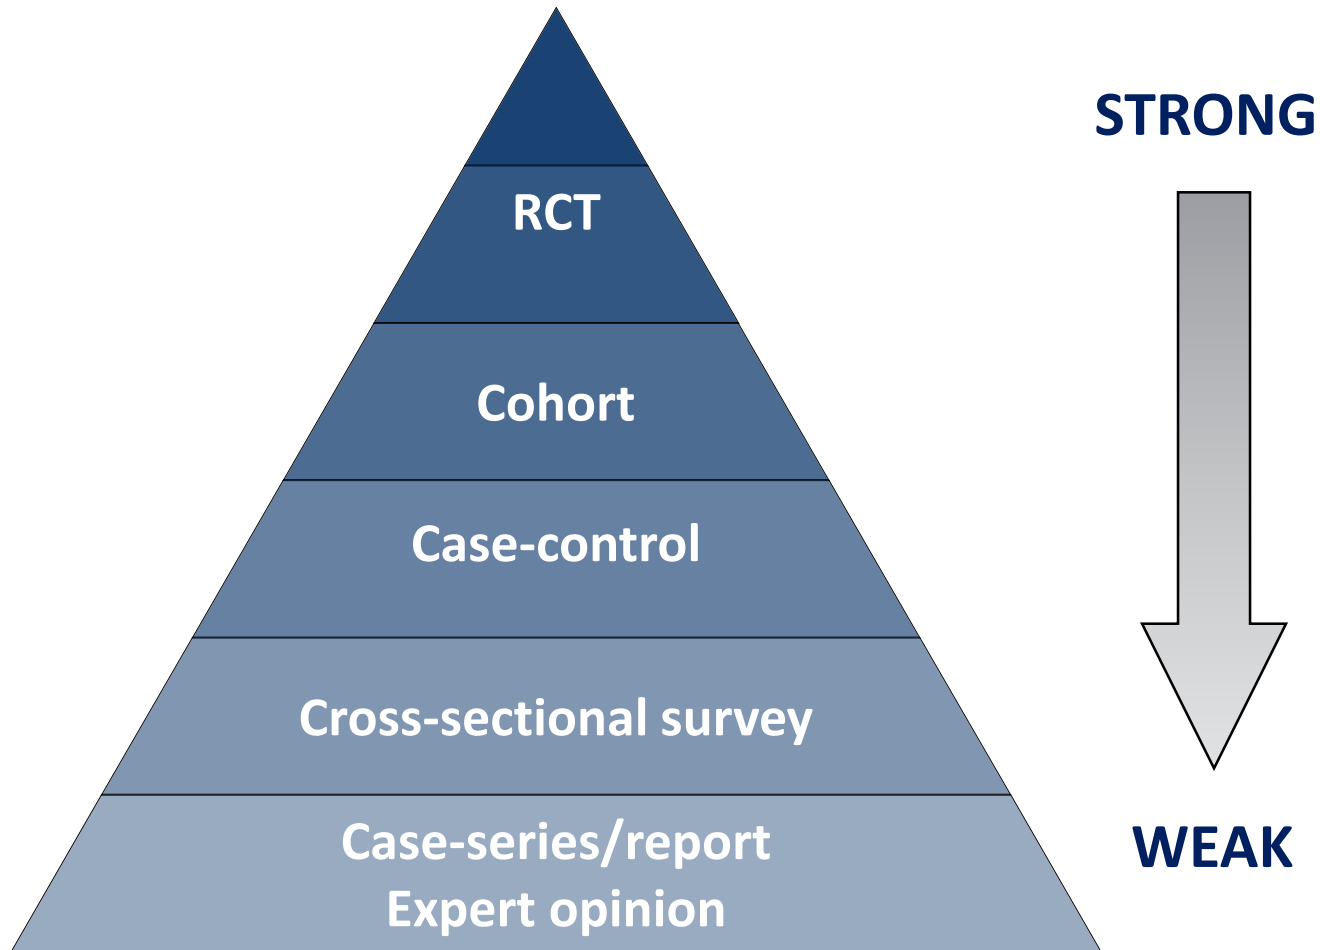 STRONG
RCT
Cohort
Case-control
Cross-sectional survey
Case-series/report
Expert opinion
WEAK